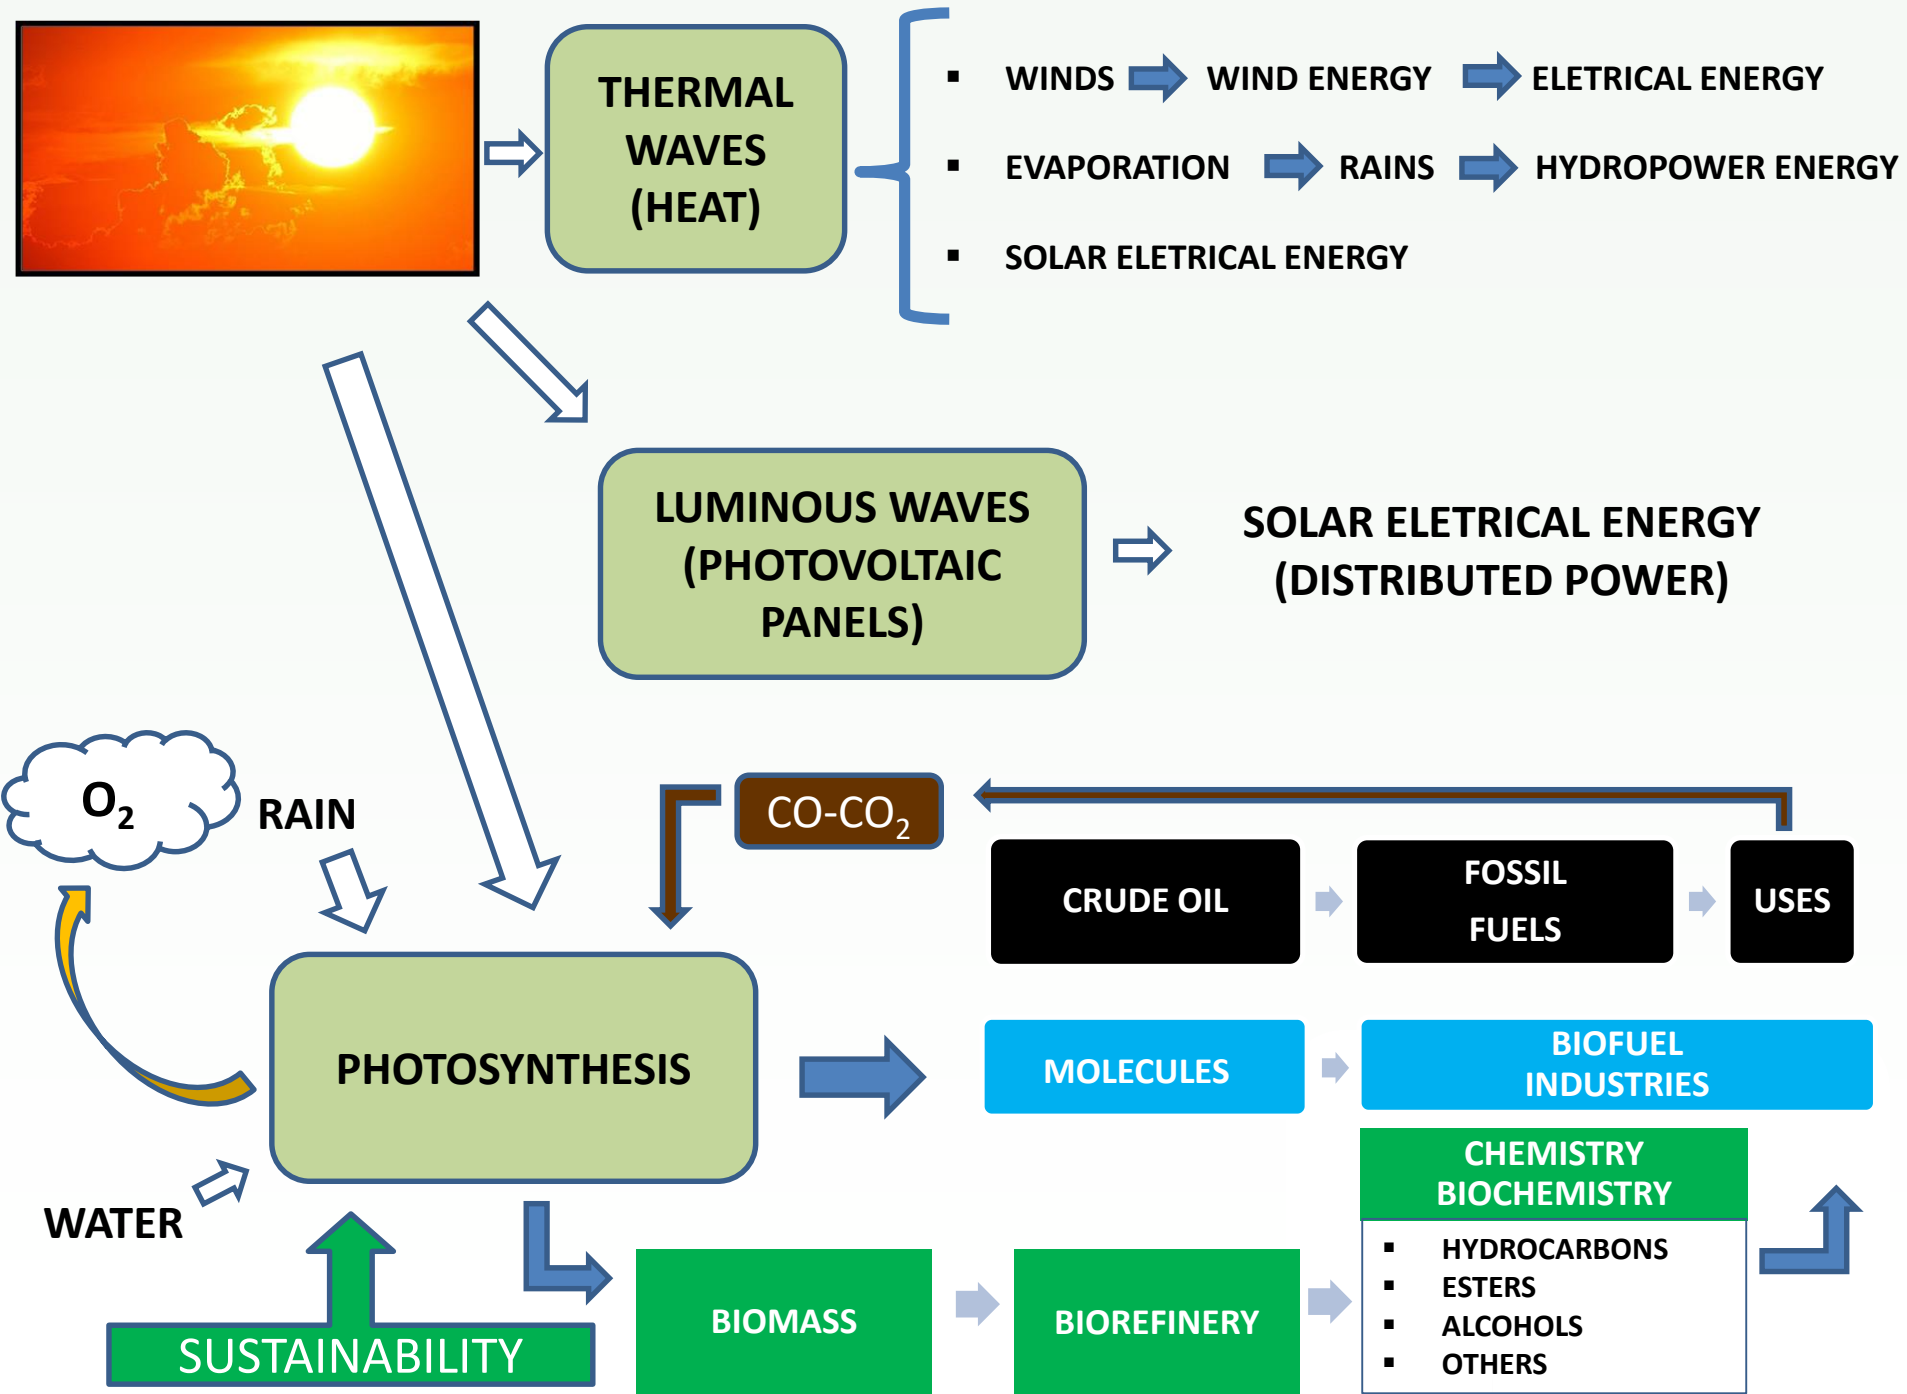 THERMAL
WAVES
(HEAT)
▪ WINDS WIND ENERGY ELETRICAL ENERGY
▪ EVAPORATION RAINS HYDROPOWER ENERGY
▪ SOLAR ELETRICAL ENERGY
LUMINOUS WAVES
(PHOTOVOLTAIC
PANELS)
SOLAR ELETRICAL ENERGY
(DISTRIBUTED POWER)
O₂
RAIN
CO-CO₂
CRUDE OIL
FOSSIL
FUELS
USES
PHOTOSYNTHESIS
MOLECULES
BIOFUEL
INDUSTRIES
WATER
SUSTAINABILITY
BIOMASS
BIOREFINERY
CHEMISTRY
BIOCHEMISTRY
▪ HYDROCARBONS
▪ ESTERS
▪ ALCOHOLS
▪ OTHERS